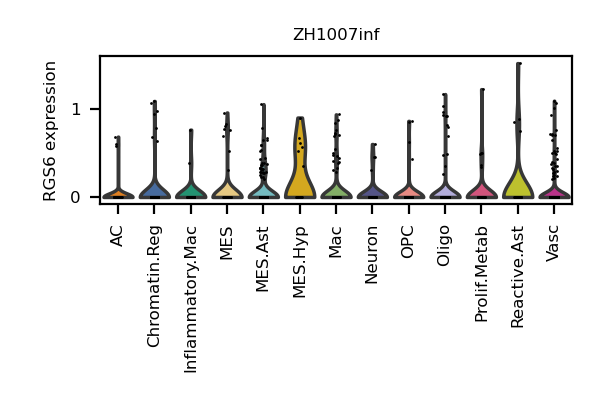 ZH1007inf
RGS6 expression
1
0
AC
Chromatin.Reg
Inflammatory.Mac
MES
MES.Ast
MES.Hyp
Mac
Neuron
OPC
Oligo
Prolif.Metab
Reactive.Ast
Vasc